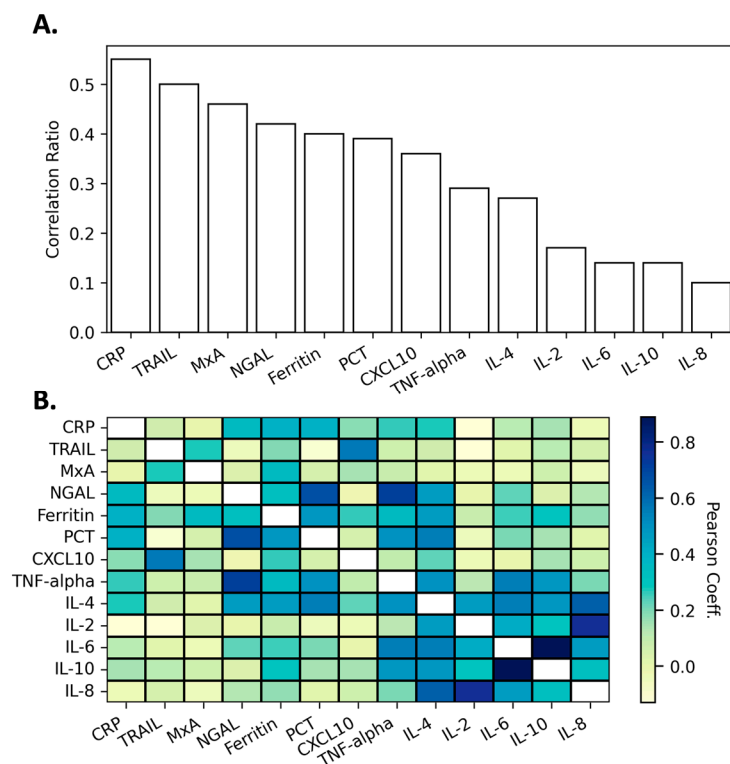 A.
Correlation Ratio
0.5
0.4
0.3
0.2
0.1
0.0
CRP
TRAIL
MxA
NGAL
Ferritin
PCT
CXCL10
TNF-alpha
IL-4
IL-2
IL-6
IL-10
IL-8
B.
CRP
TRAIL
MxA
NGAL
Ferritin
PCT
CXCL10
TNF-alpha
IL-4
IL-2
IL-6
IL-10
IL-8
CRP
TRAIL
MxA
NGAL
Ferritin
PCT
CXCL10
TNF-alpha
IL-4
IL-2
IL-6
IL-10
IL-8
0.8
0.6
0.4
0.2
0.0
Pearson Coeff.